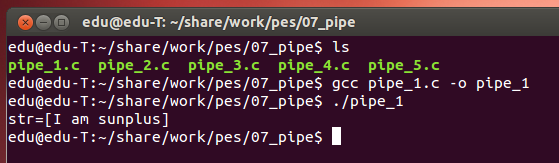 edu@edu-T: ~/share/work/pes/07_pipe
edu@edu-T:~/share/work/pes/07_pipe$ ls
pipe_1.c  pipe_2.c  pipe_3.c  pipe_4.c  pipe_5.c
edu@edu-T:~/share/work/pes/07_pipe$ gcc pipe_1.c -o pipe_1
edu@edu-T:~/share/work/pes/07_pipe$ ./pipe_1
str=[I am sunplus]
edu@edu-T:~/share/work/pes/07_pipe$